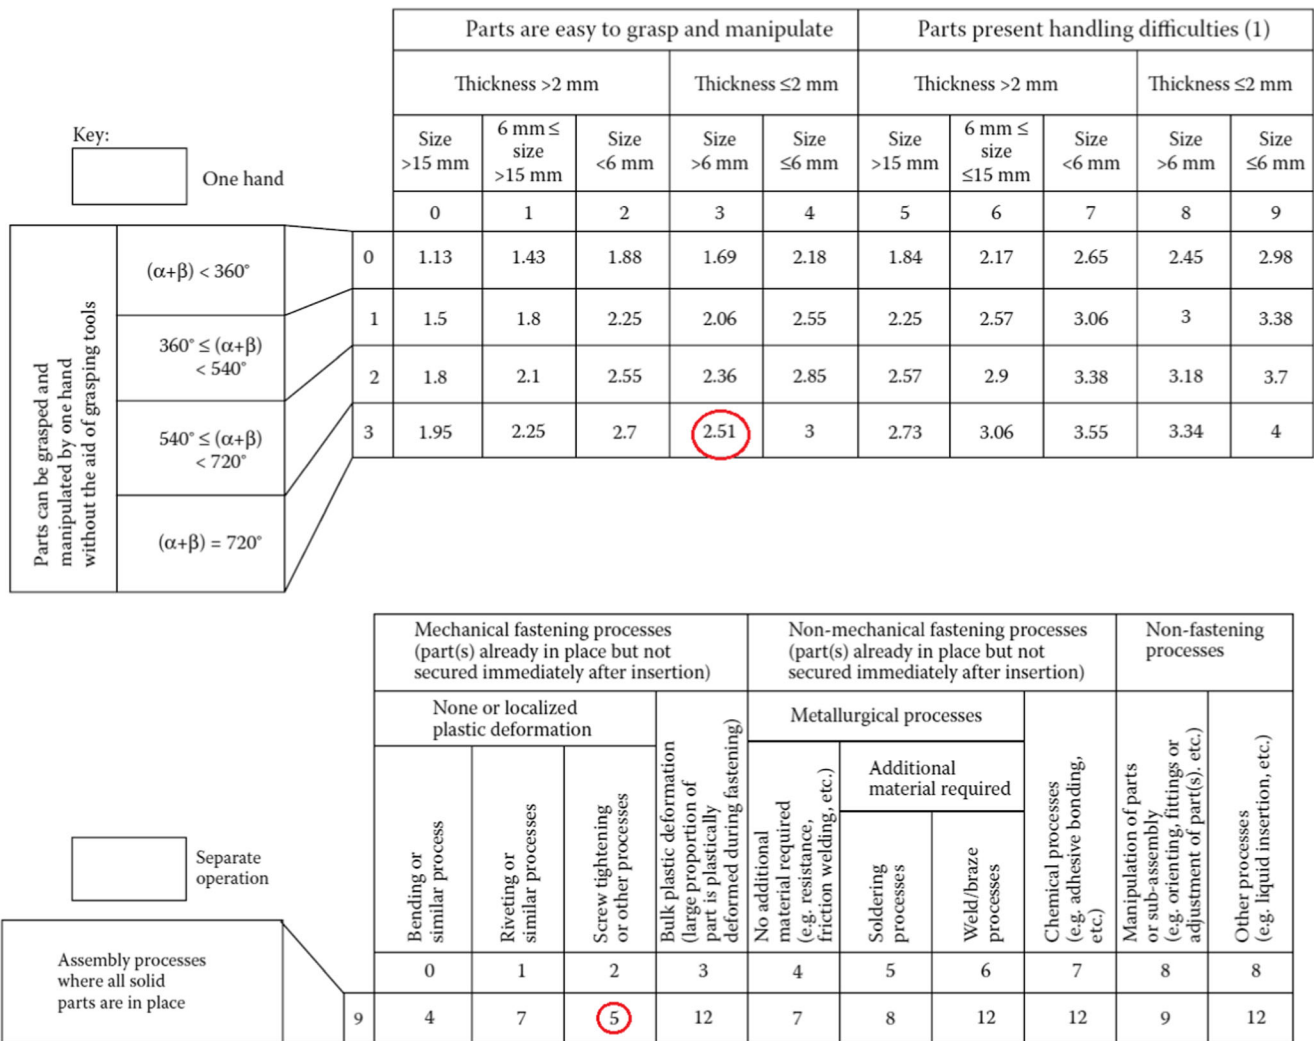 Parts are easy to grasp and manipulate
Parts present handling difficulties (1)
Thickness >2 mm
Thickness ≤2 mm
Thickness >2 mm
Thickness ≤2 mm
Key:
One hand
Size
>15 mm
6 mm ≤
size
>15 mm
Size
<6 mm
Size
>6 mm
Size
≤6 mm
Size
>15 mm
6 mm ≤
size
≤15 mm
Size
<6 mm
Size
>6 mm
Size
≤6 mm
0 1 2 3 4 5 6 7 8 9
Parts can be grasped and
manipulated by one hand
without the aid of grasping tools
(α+β) < 360°
360° ≤ (α+β)
< 540°
540° ≤ (α+β)
< 720°
(α+β) = 720°
0 1.13 1.43 1.88 1.69 2.18 1.84 2.17 2.65 2.45 2.98
1 1.5 1.8 2.25 2.06 2.55 2.25 2.57 3.06 3 3.38
2 1.8 2.1 2.55 2.36 2.85 2.57 2.9 3.38 3.18 3.7
3 1.95 2.25 2.7 2.51 3 2.73 3.06 3.55 3.34 4
Mechanical fastening processes
(part(s) already in place but not
secured immediately after insertion)
Non-mechanical fastening processes
(part(s) already in place but not
secured immediately after insertion)
Non-fastening
processes
None or localized
plastic deformation
Metallurgical processes
Additional
material required
Separate
operation
Bending or
similar process
Riveting or
similar processes
Screw tightening
or other processes
Bulk plastic deformation
(large proportion of
part is plastically
deformed during fastening)
No additional
material required
(e.g. resistance,
friction welding, etc.)
Soldering
processes
Weld/braze
processes
Chemical processes
(e.g. adhesive bonding,
etc.)
Manipulation of parts
or sub-assembly
(e.g. orienting, fittings or
adjustment of part(s). etc.)
Other processes
(e.g. liquid insertion, etc.)
0 1 2 3 4 5 6 7 8 8
Assembly processes
where all solid
parts are in place
9 4 7 5 12 7 8 12 12 9 12